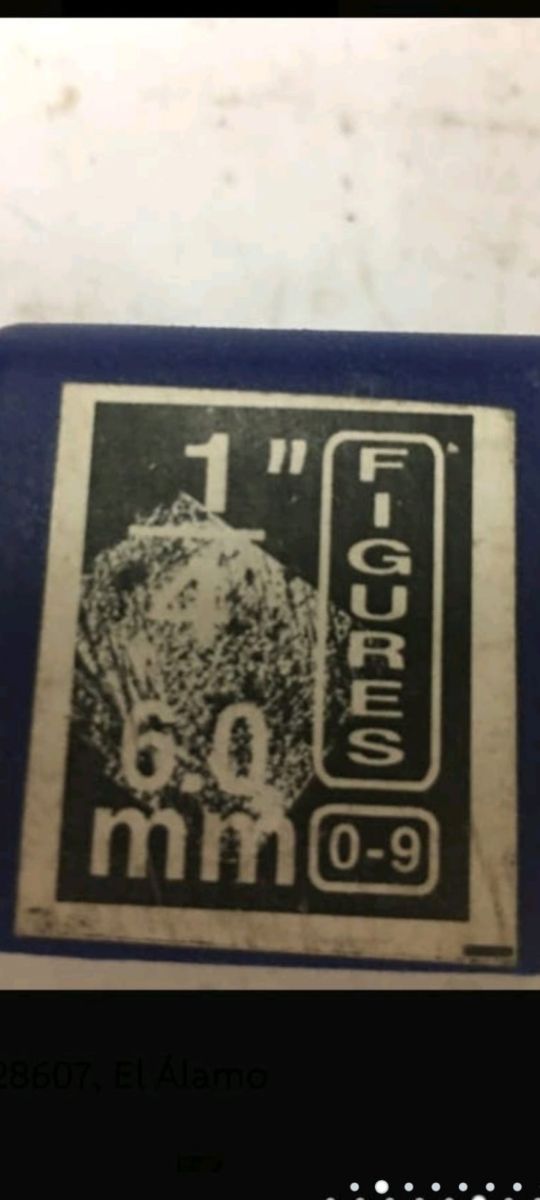 1"
4
6.0
mm
FIGURES
0-9
28607, El Álamo